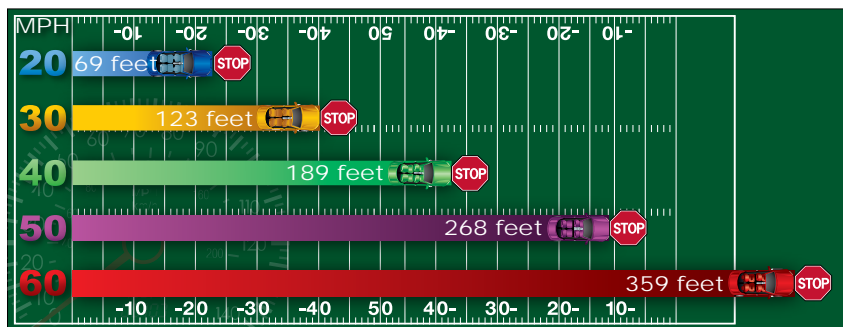 MPH
-10 -20 -30 -40 50 40- 30- 20- 10-
20 69 feet STOP
30 123 feet STOP
40 189 feet STOP
50 268 feet STOP
60 359 feet STOP
-10 -20 -30 -40 50 40- 30- 20- 10-